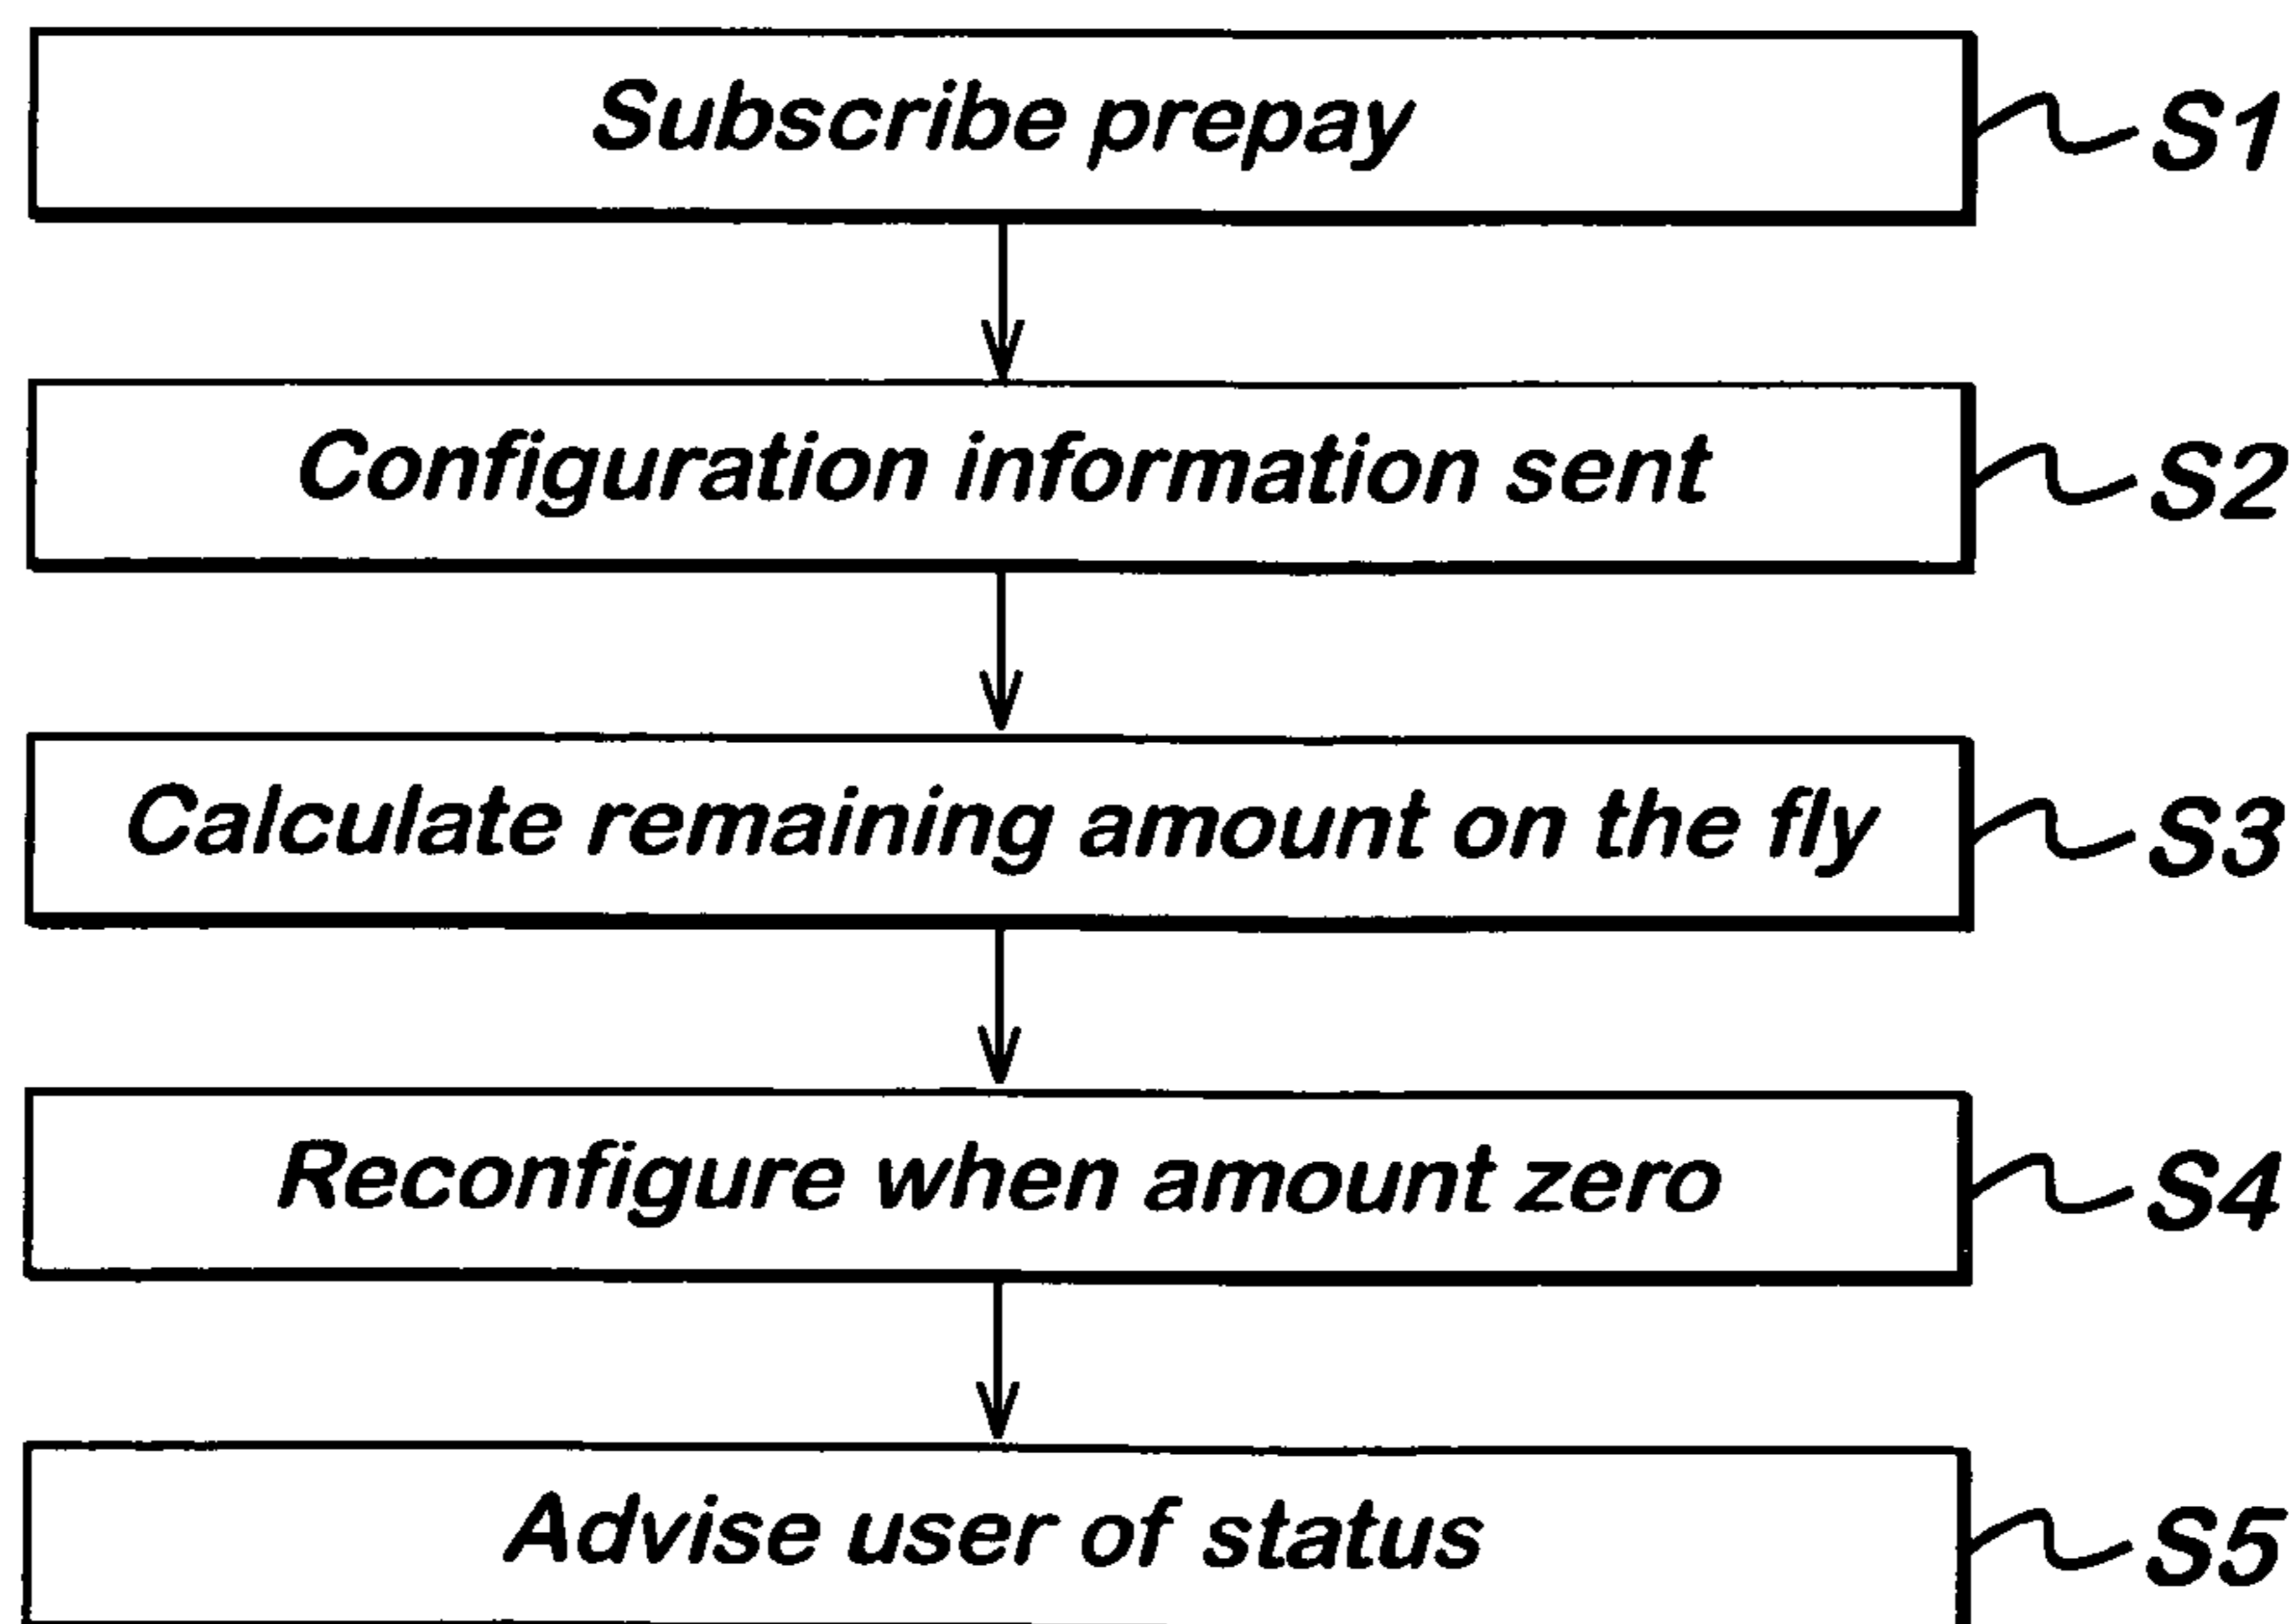 Subscribe prepay S1
Configuration information sent S2
Calculate remaining amount on the fly S3
Reconfigure when amount zero S4
Advise user of status S5